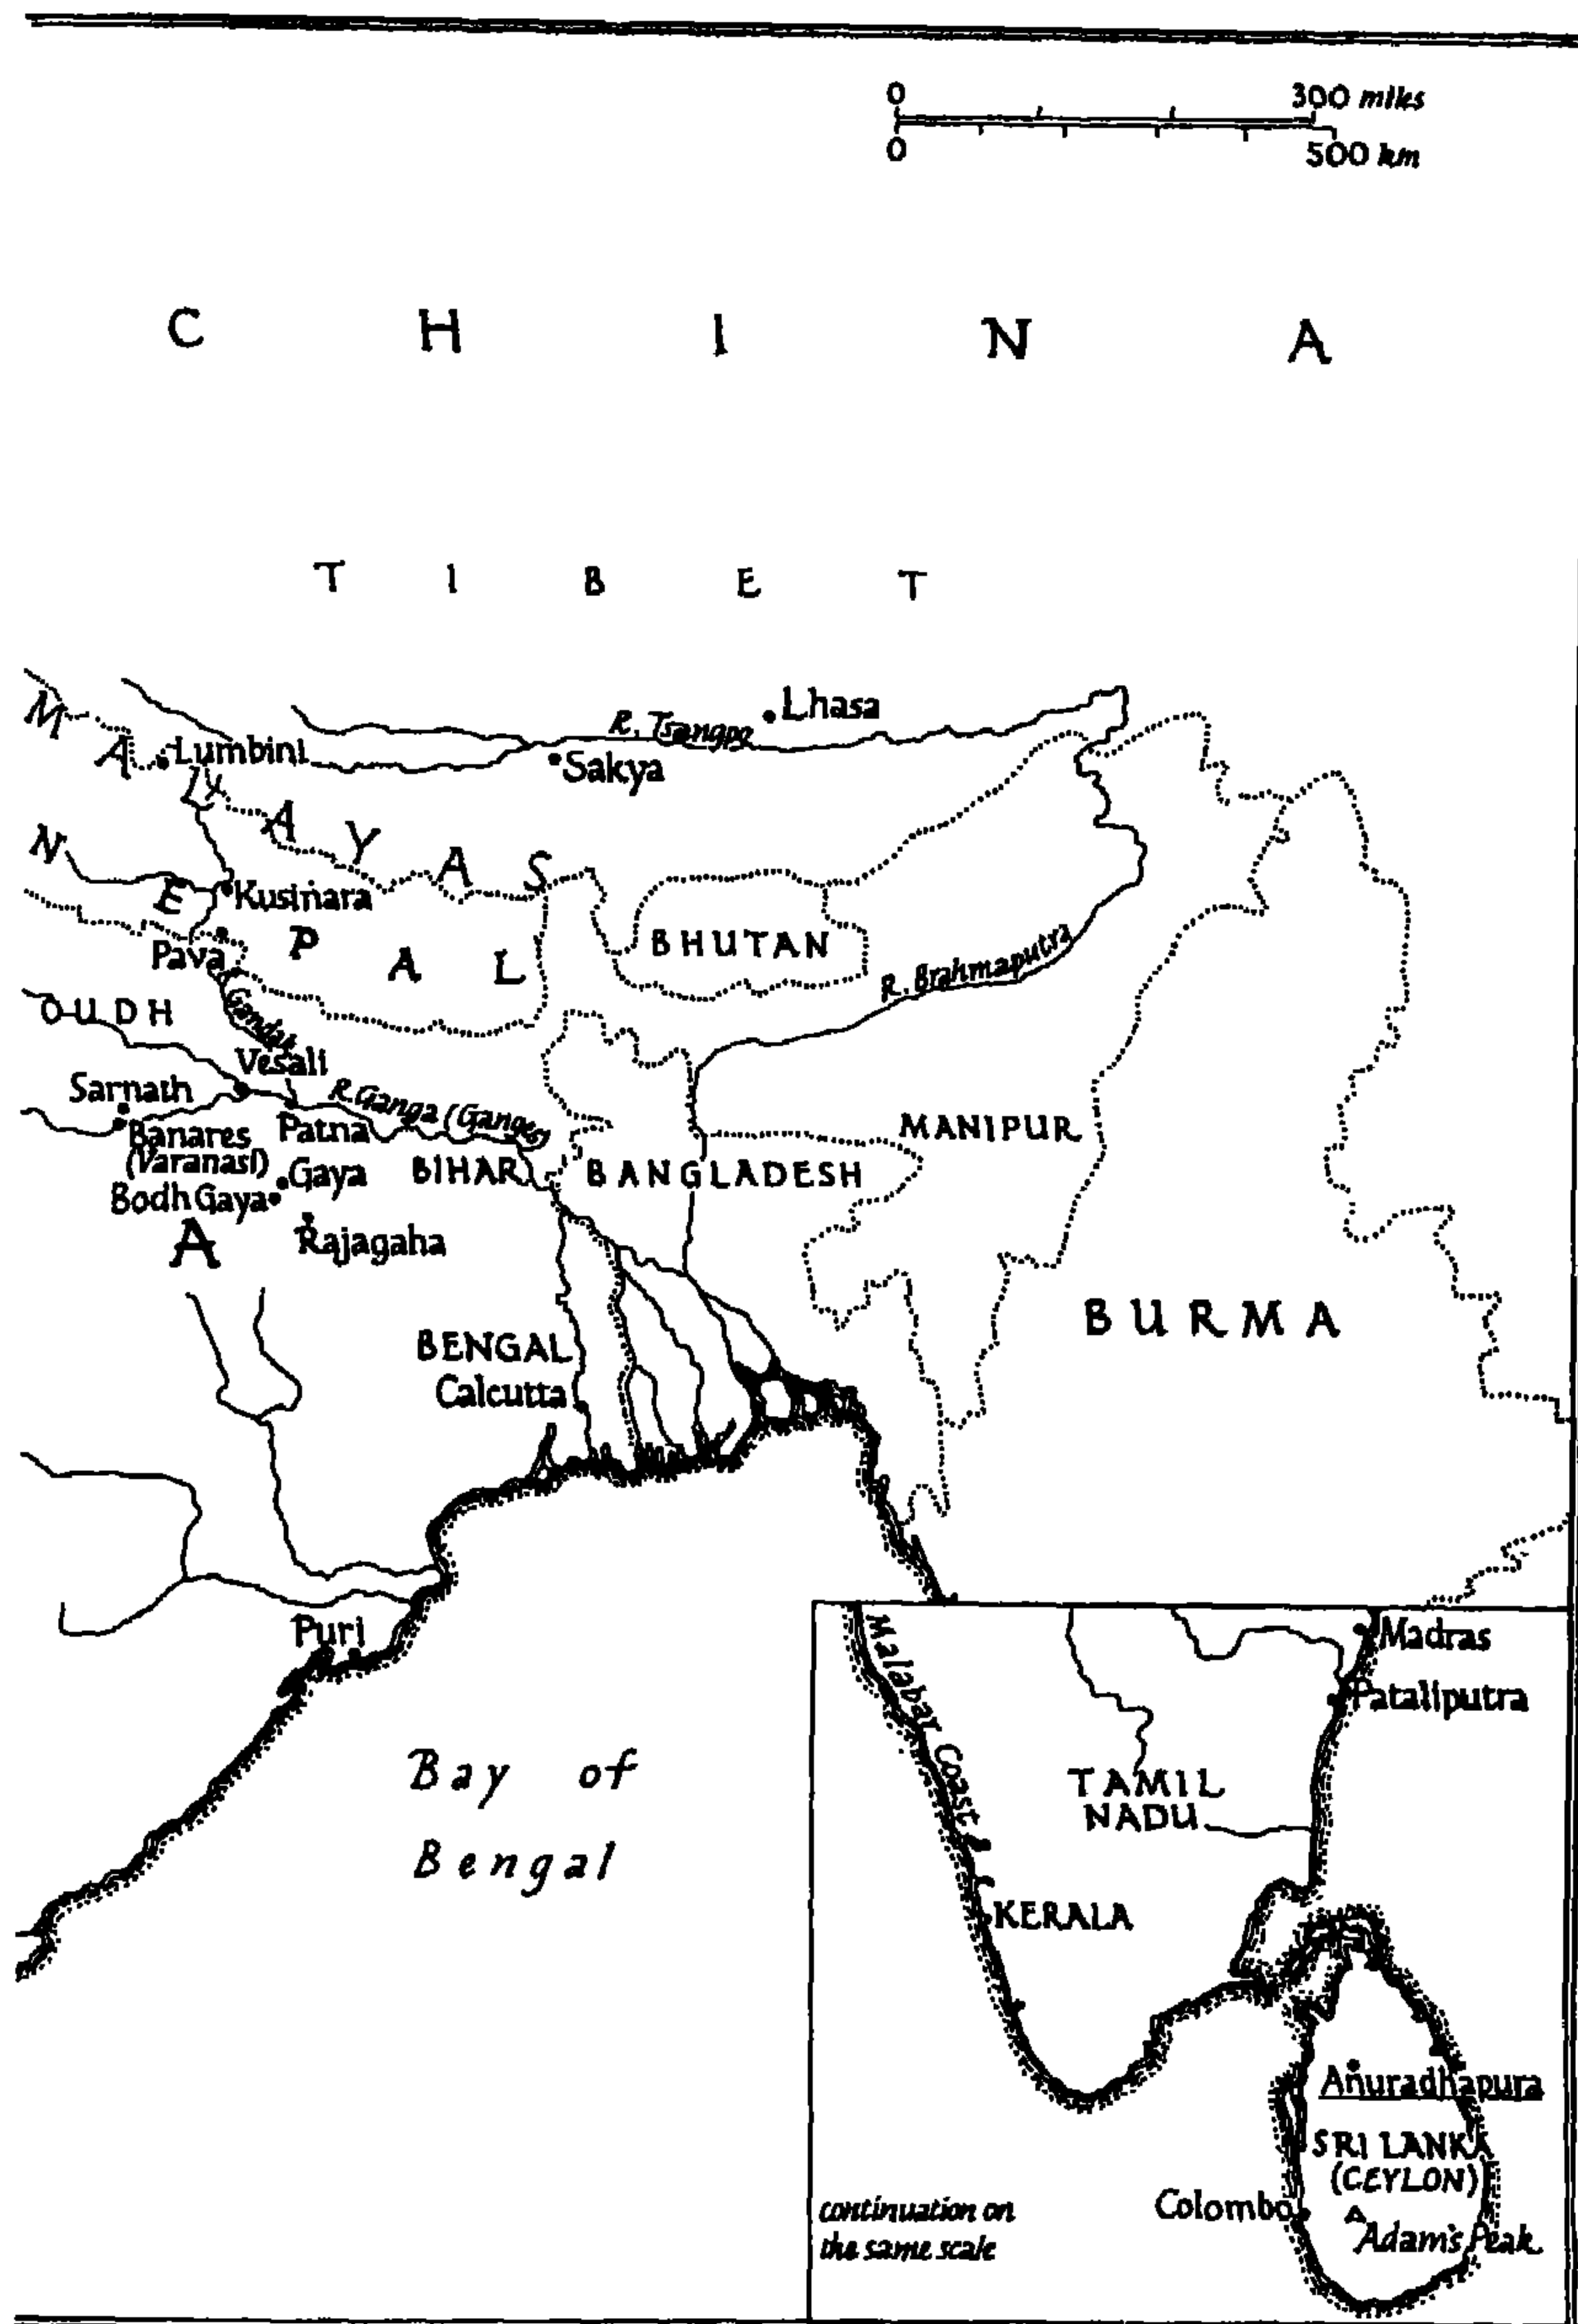 0 300 miles
0 500 km
C H I N A
T I B E T
Lhasa
R. Tsangpo
M A L A Y A S
Lumbini
Sakya
N E P A L
Kusinara
BHUTAN
Pava
R. Brahmaputra
OUDH
Gandak
Vesali
Sarnath
R. Ganga (Ganges)
Banares
(Varanasi)
Patna
MANIPUR
Gaya
BIHAR
BANGLADESH
Bodh Gaya
A
Rajagaha
BURMA
BENGAL
Calcutta
Puri
Bay of
Bengal
Malabar Coast
Madras
Pataliputra
TAMIL
NADU
KERALA
Anuradhapura
SRI LANKA
(CEYLON)
Colombo
Adam's Peak
continuation on
the same scale